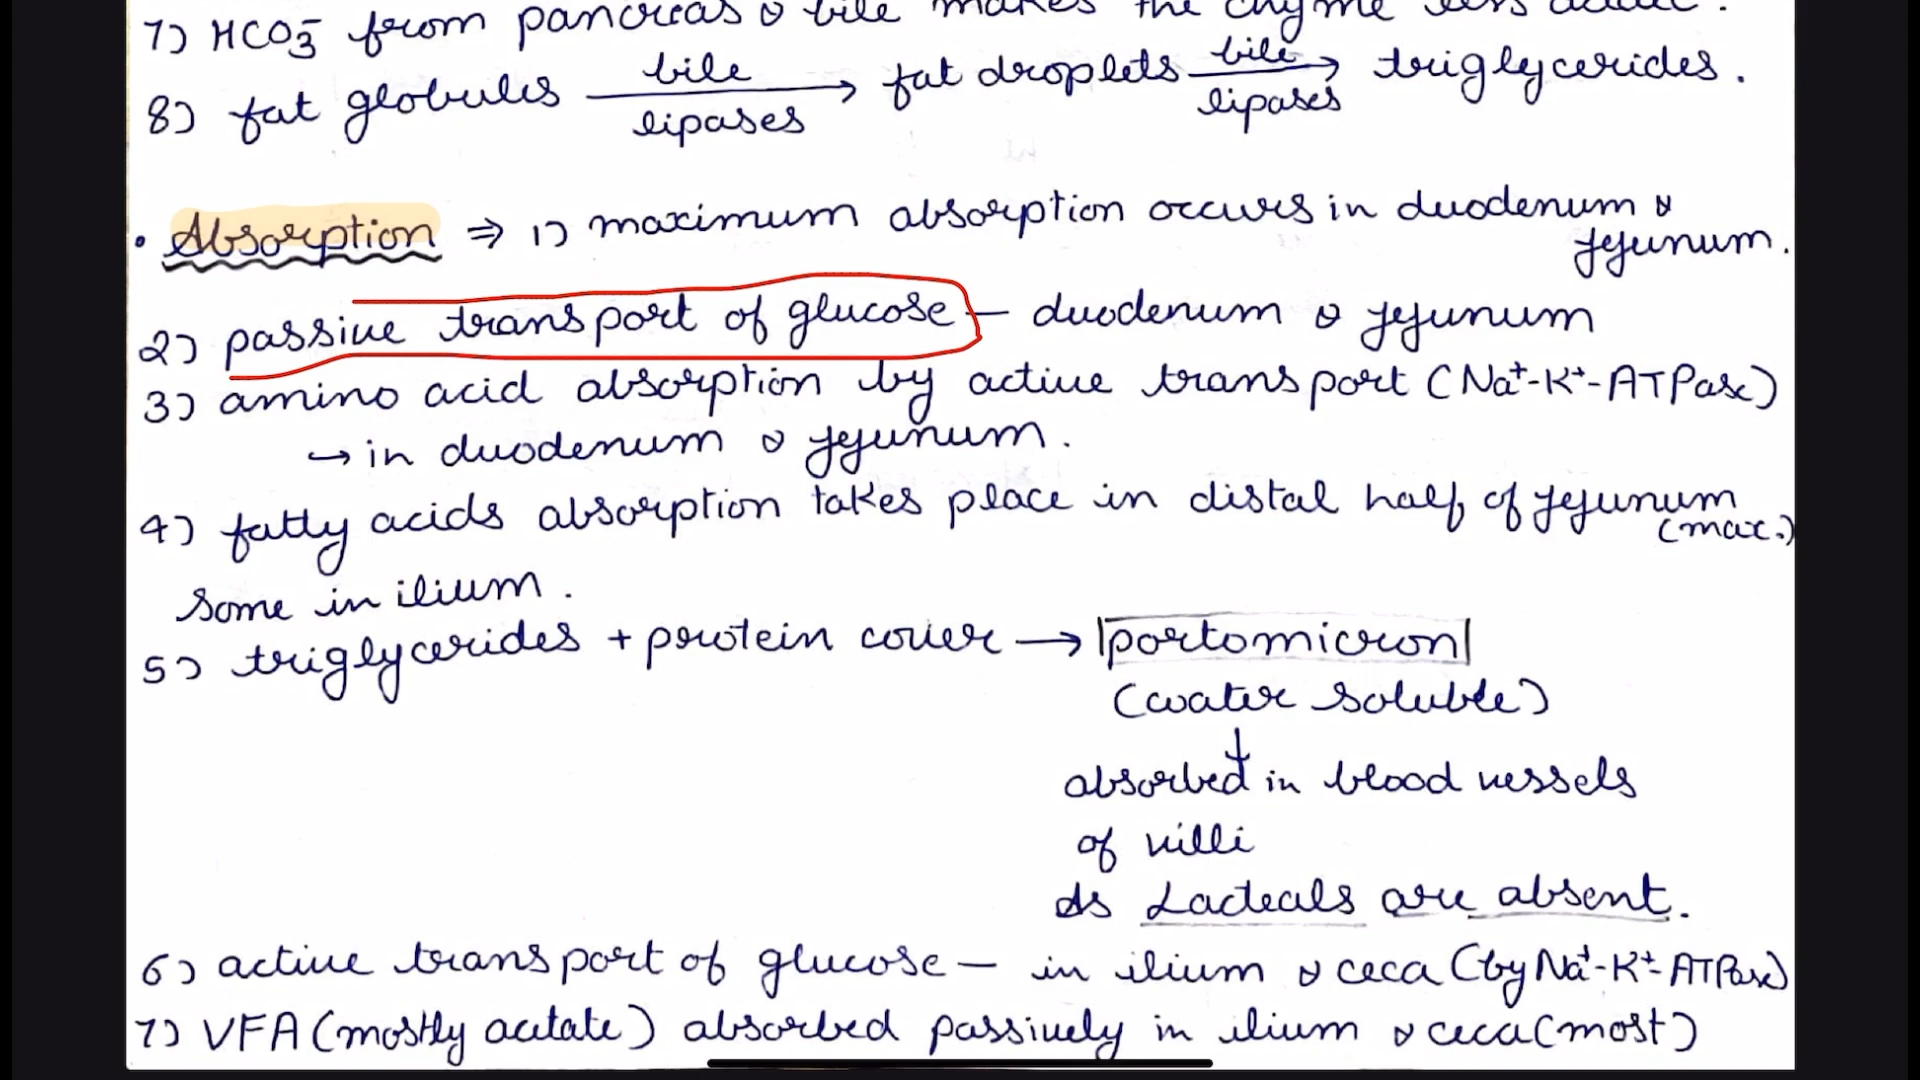 7) HCO3- from pancreas & bile makes the chyme less acidic.
8) fat globules bile/lipases → fat droplets bile/lipases → triglycerides.
• Absorption ⇒ 1) maximum absorption occurs in duodenum & jejunum.
2) passive transport of glucose – duodenum & jejunum
3) amino acid absorption by active transport (Na+-K+-ATPase)
↪ in duodenum & jejunum.
4) fatty acids absorption takes place in distal half of jejunum (max.)
some in ilium.
5) triglycerides + protein cover → portomicron
(water soluble)
↓
absorbed in blood vessels
of villi
ds Lacteals are absent.
6) active transport of glucose – in ilium & ceca (by Na+-K+-ATPase)
7) VFA (mostly acetate) absorbed passively in ilium & ceca (most)